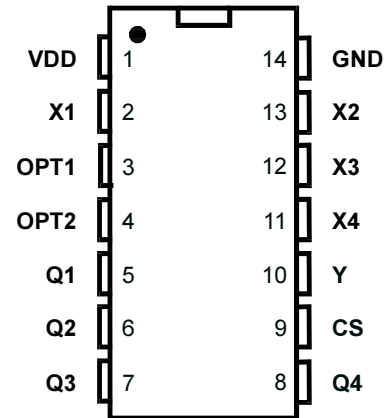 VDD 1 14 GND
X1 2 13 X2
OPT1 3 12 X3
OPT2 4 11 X4
Q1 5 10 Y
Q2 6 9 CS
Q3 7 8 Q4